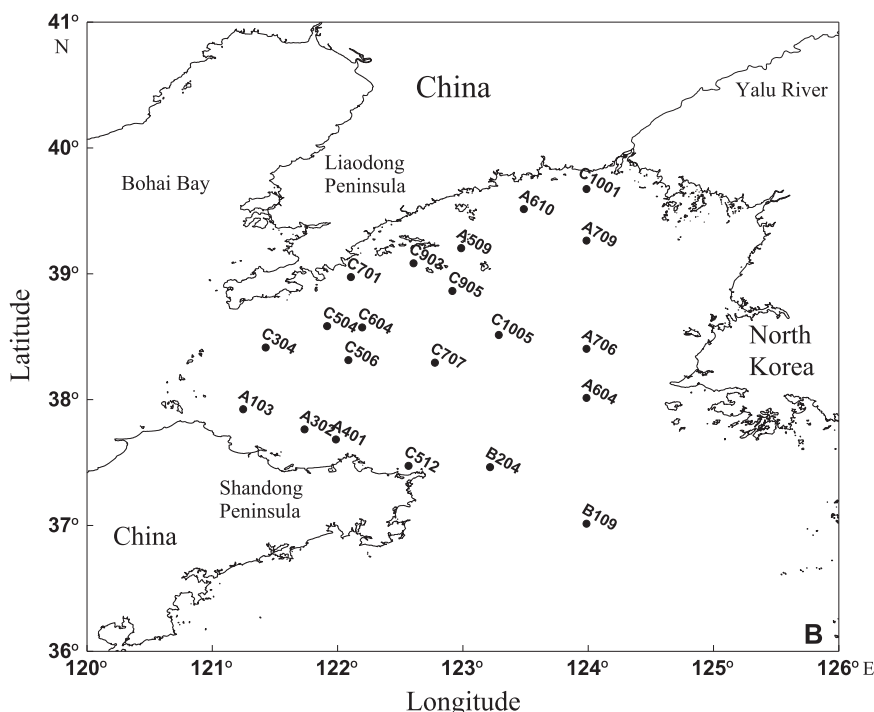 41°
N
China
Yalu River
40°
Liaodong
Peninsula
Bohai Bay
C1001
A610
A709
A509
C903
39°
C701
C905
C504
C604
C1005
North
Korea
C304
A706
C506
C707
Latitude
38°
A604
A103
A302
A401
C512
B204
Shandong
Peninsula
37°
B109
China
36°
B
120° 121° 122° 123° 124° 125° 126° E
Longitude